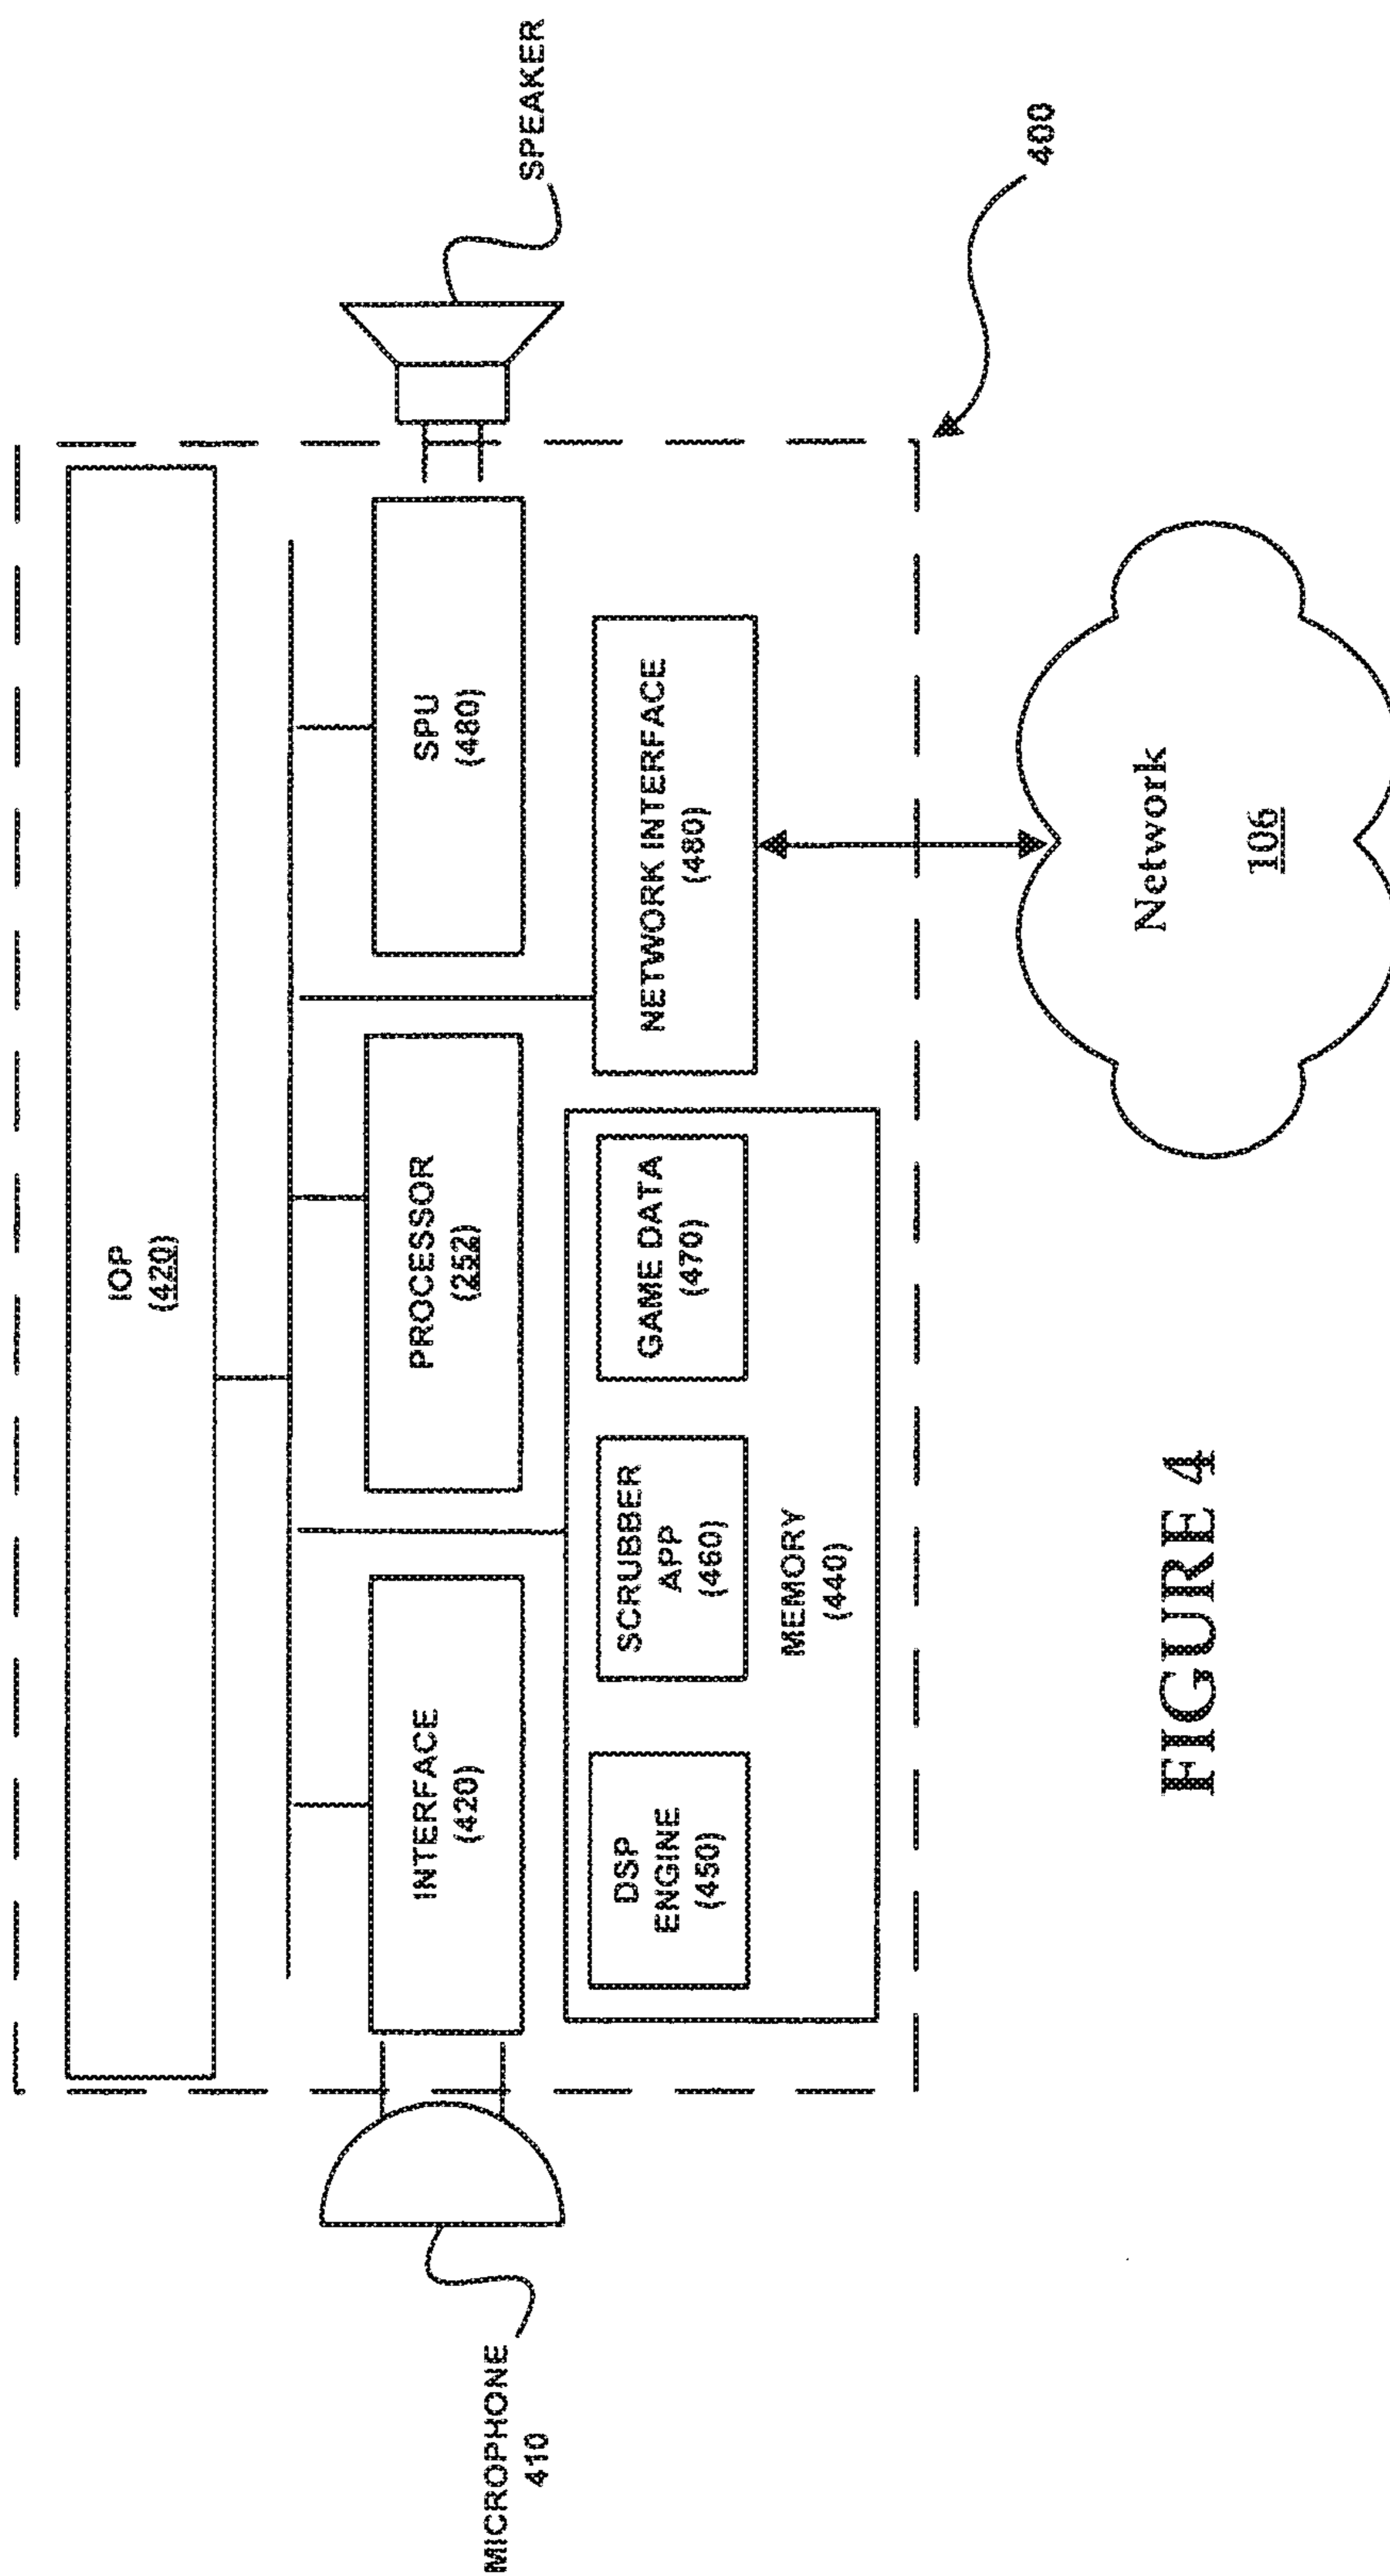 IOP
(420)
INTERFACE
(420)
PROCESSOR
(252)
SPU
(480)
SPEAKER
MICROPHONE
410
DSP
ENGINE
(450)
SCRUBBER
APP
(460)
GAME DATA
(470)
MEMORY
(440)
NETWORK INTERFACE
(480)
400
Network
106
FIGURE 4